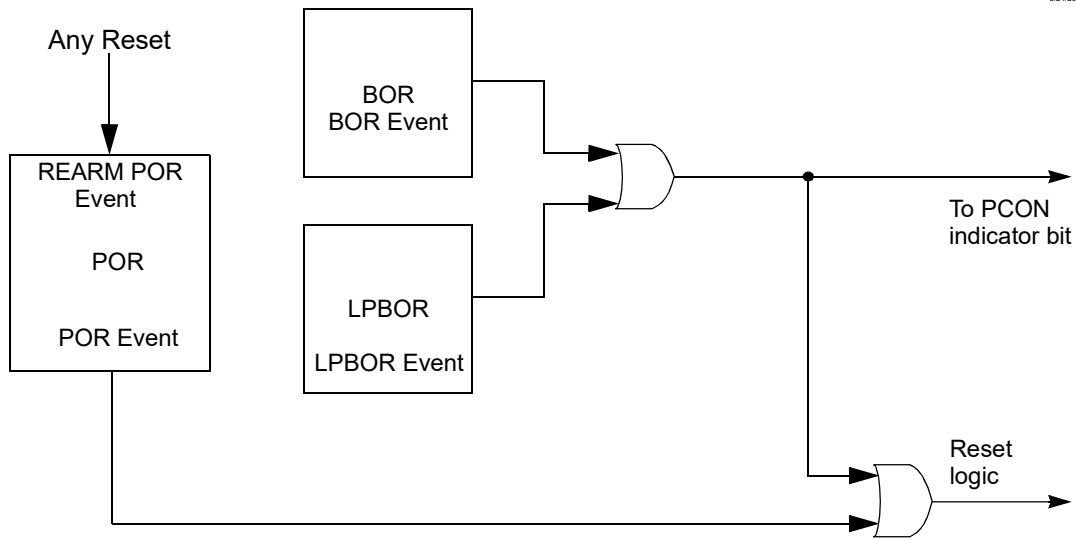 Any Reset
REARM POR
Event
POR
POR Event
BOR
BOR Event
LPBOR
LPBOR Event
To PCON
indicator bit
Reset
logic